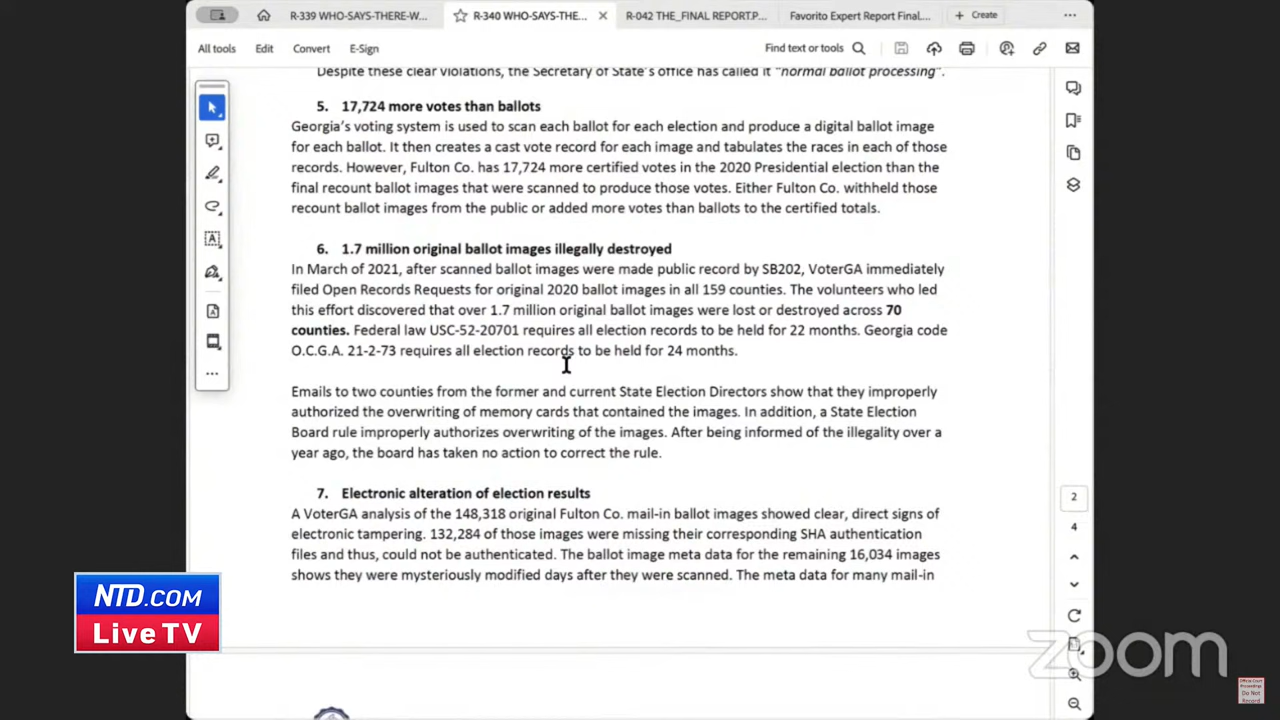 R-339 WHO-SAYS-THERE-W...
R-340 WHO-SAYS-THE...
R-042 THE_FINAL REPORT.P...
Favorito Expert Report Final....
+ Create
All tools
Edit
Convert
E-Sign
Find text or tools
Despite these clear violations, the Secretary of State's office has called it "normal ballot processing".
5. 17,724 more votes than ballots
Georgia's voting system is used to scan each ballot for each election and produce a digital ballot image
for each ballot. It then creates a cast vote record for each image and tabulates the races in each of those
records. However, Fulton Co. has 17,724 more certified votes in the 2020 Presidential election than the
final recount ballot images that were scanned to produce those votes. Either Fulton Co. withheld those
recount ballot images from the public or added more votes than ballots to the certified totals.
6. 1.7 million original ballot images illegally destroyed
In March of 2021, after scanned ballot images were made public record by SB202, VoterGA immediately
filed Open Records Requests for original 2020 ballot images in all 159 counties. The volunteers who led
this effort discovered that over 1.7 million original ballot images were lost or destroyed across 70
counties. Federal law USC-52-20701 requires all election records to be held for 22 months. Georgia code
O.C.G.A. 21-2-73 requires all election records to be held for 24 months.
Emails to two counties from the former and current State Election Directors show that they improperly
authorized the overwriting of memory cards that contained the images. In addition, a State Election
Board rule improperly authorizes overwriting of the images. After being informed of the illegality over a
year ago, the board has taken no action to correct the rule.
7. Electronic alteration of election results
A VoterGA analysis of the 148,318 original Fulton Co. mail-in ballot images showed clear, direct signs of
electronic tampering. 132,284 of those images were missing their corresponding SHA authentication
files and thus, could not be authenticated. The ballot image meta data for the remaining 16,034 images
shows they were mysteriously modified days after they were scanned. The meta data for many mail-in
2
4
NTD.COM
Live TV
zoom
Official Court
Proceedings
Do Not
Record